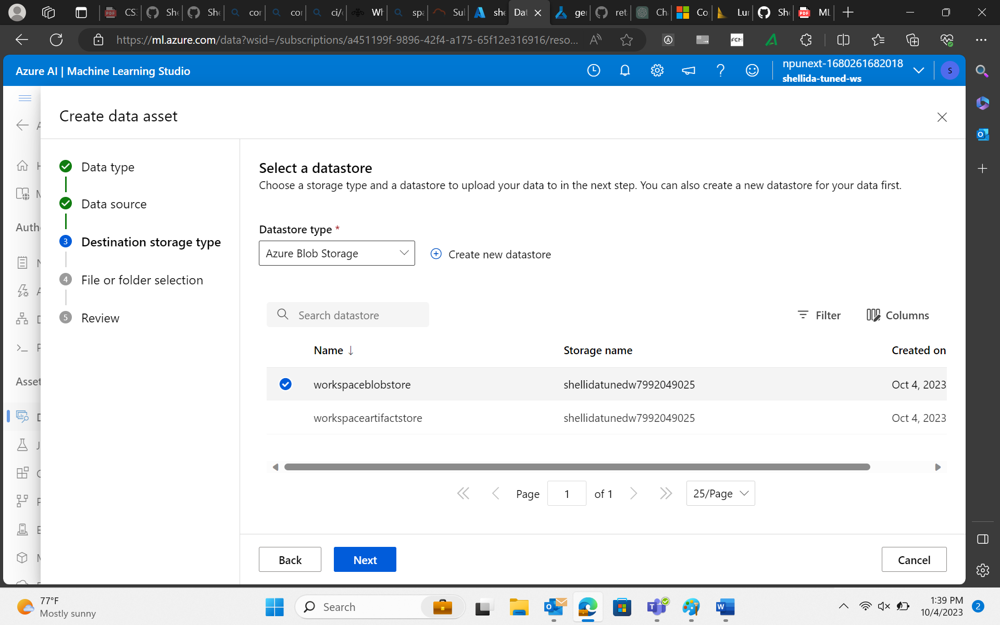 CS:
She
She
cor
cor
ci/c
Wh
spa
Sul
she
Dat
ger
ret
Cha
Co
Lur
She
PDF ML
https://ml.azure.com/data?wsid=/subscriptions/a451199f-9896-42f4-a175-65f12e316916/reso...
FCM
Azure AI | Machine Learning Studio
npunext-1680261682018
shellida-tuned-ws
S
Create data asset
Auth
Asset
Data type
Data source
3 Destination storage type
4 File or folder selection
5 Review
Select a datastore
Choose a storage type and a datastore to upload your data to in the next step. You can also create a new datastore for your data first.
Datastore type *
Azure Blob Storage
Create new datastore
Search datastore
Filter
Columns
Name ↓ Storage name Created on
workspaceblobstore shellidatunedw7992049025 Oct 4, 2023
workspaceartifactstore shellidatunedw7992049025 Oct 4, 2023
Page 1 of 1
25/Page
Back
Next
Cancel
77°F
Mostly sunny
Search
1:39 PM
10/4/2023
2